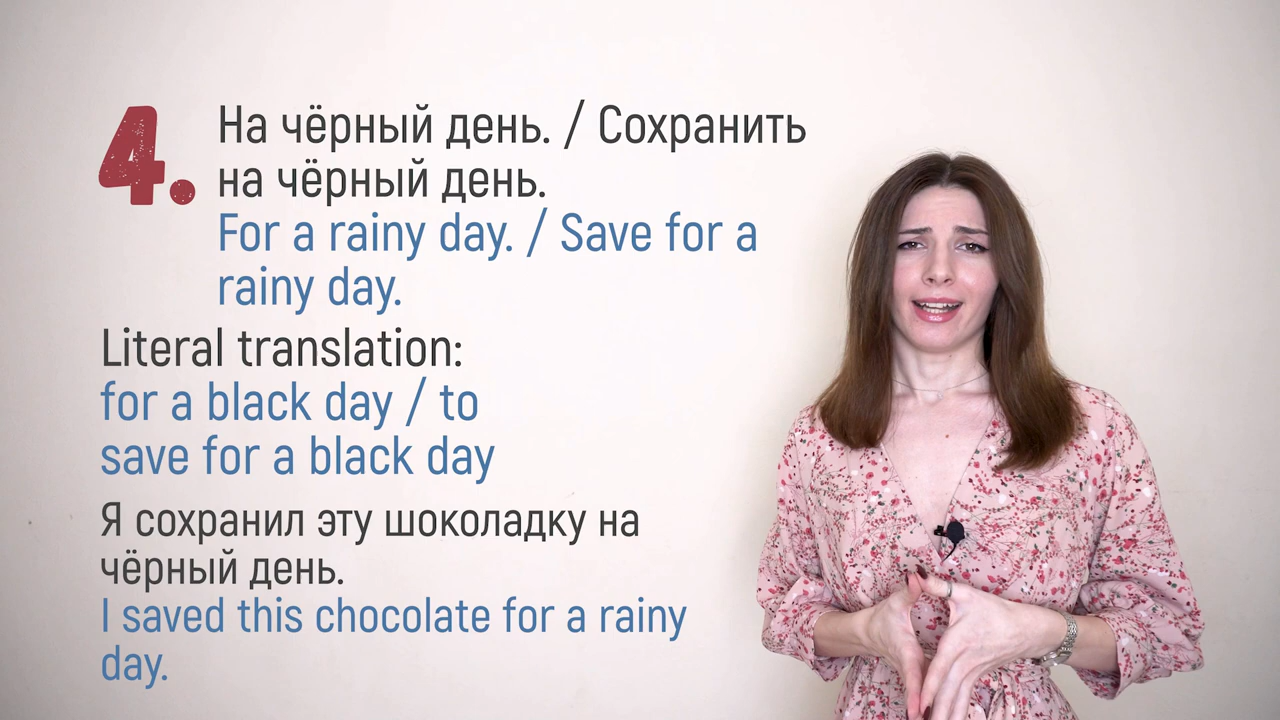 4. На чёрный день. / Сохранить
на чёрный день.
For a rainy day. / Save for a
rainy day.
Literal translation:
for a black day / to
save for a black day
Я сохранил эту шоколадку на
чёрный день.
I saved this chocolate for a rainy
day.